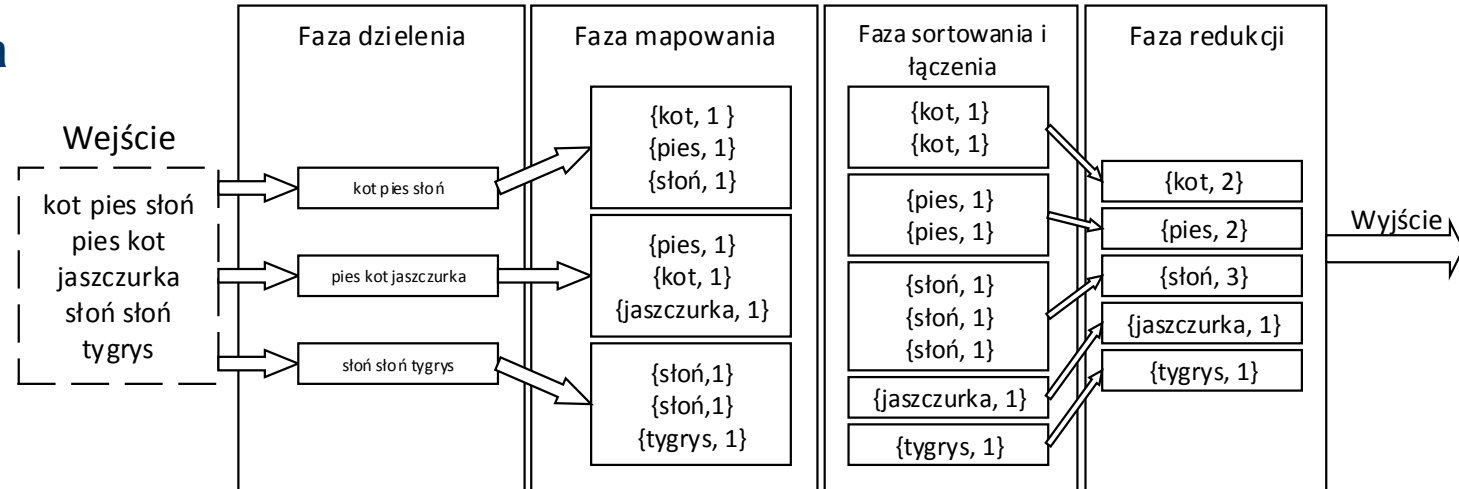 a
Wejście
kot pies słoń
pies kot
jaszczurka
słoń słoń
tygrys
Faza dzielenia
kot pies słoń
pies kot jaszczurka
słoń słoń tygrys
Faza mapowania
{kot, 1 }
{pies, 1}
{słoń, 1}
{pies, 1}
{kot, 1}
{jaszczurka, 1}
{słoń,1}
{słoń,1}
{tygrys, 1}
Faza sortowania i
łączenia
{kot, 1}
{kot, 1}
{pies, 1}
{pies, 1}
{słoń, 1}
{słoń, 1}
{słoń, 1}
{jaszczurka, 1}
{tygrys, 1}
Faza redukcji
{kot, 2}
{pies, 2}
{słoń, 3}
{jaszczurka, 1}
{tygrys, 1}
Wyjście